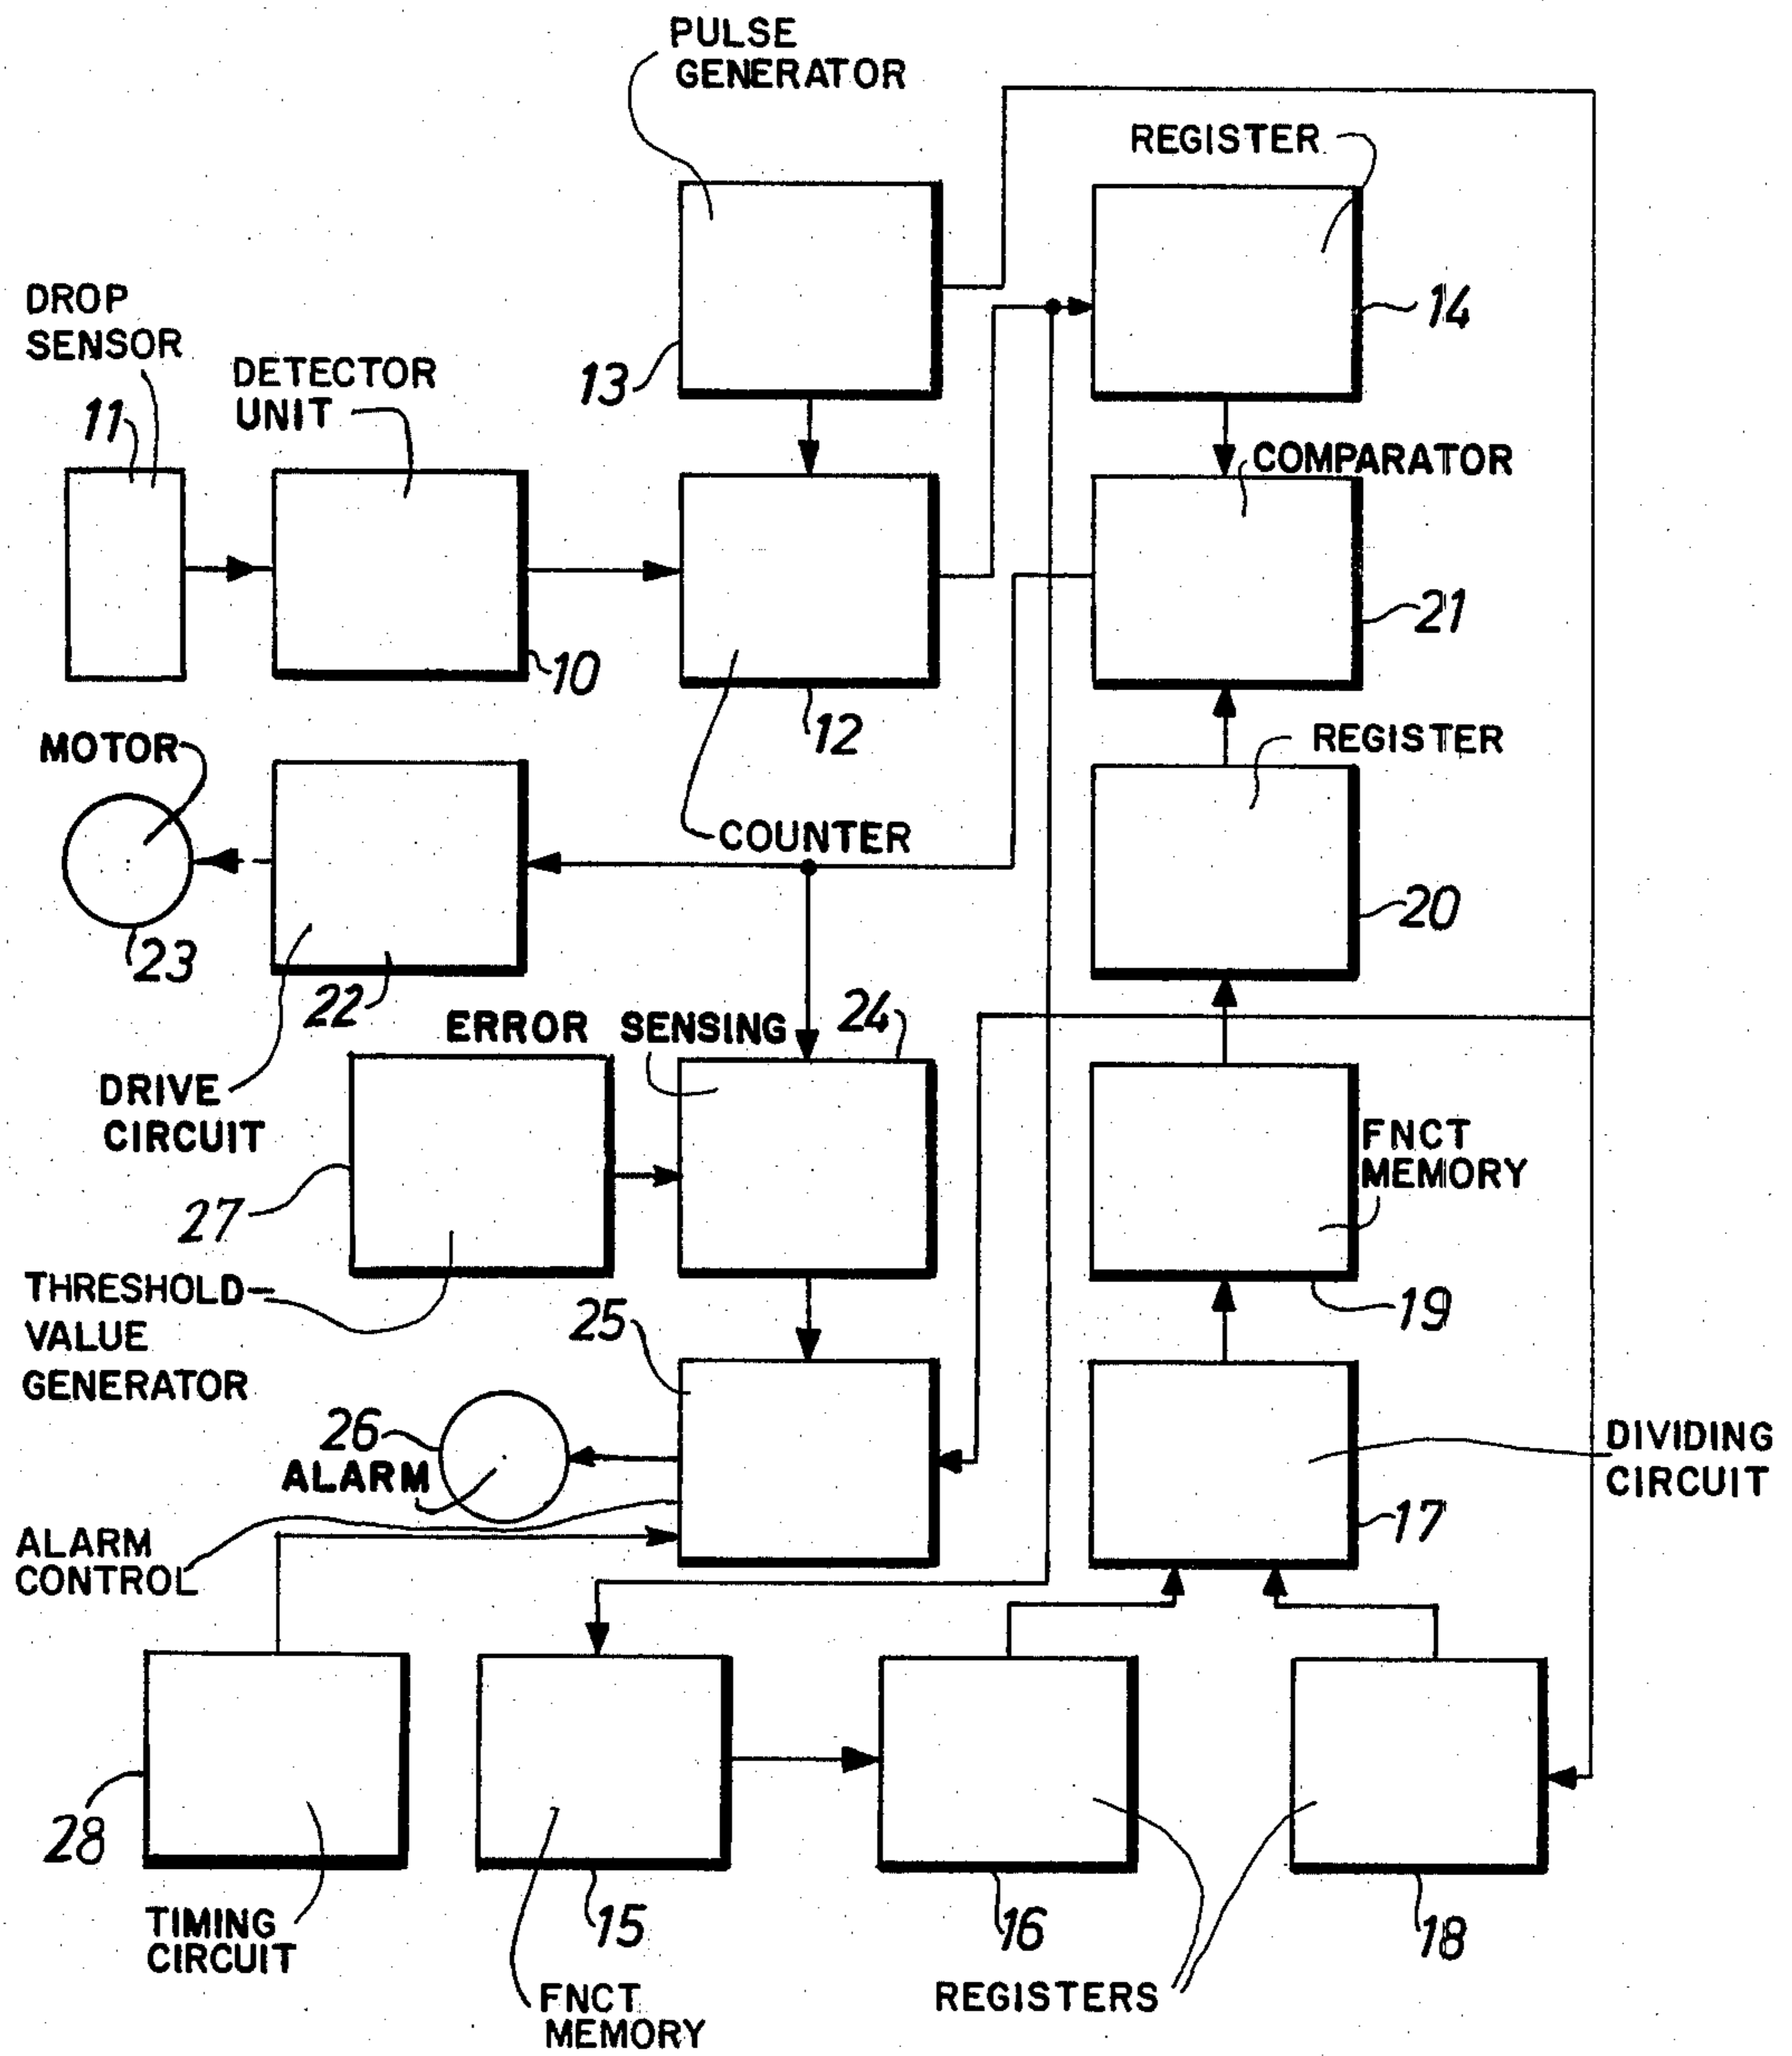 PULSE
GENERATOR
REGISTER
DROP
SENSOR
14
DETECTOR
UNIT
13
11
COMPARATOR
21
10
12
MOTOR
REGISTER
COUNTER
20
23
22
24
ERROR SENSING
DRIVE
CIRCUIT
FNCT
MEMORY
27
THRESHOLD-
VALUE
GENERATOR
25
19
26
ALARM
DIVIDING
CIRCUIT
17
ALARM
CONTROL
28
TIMING
CIRCUIT
15
16
18
FNCT
MEMORY
REGISTERS